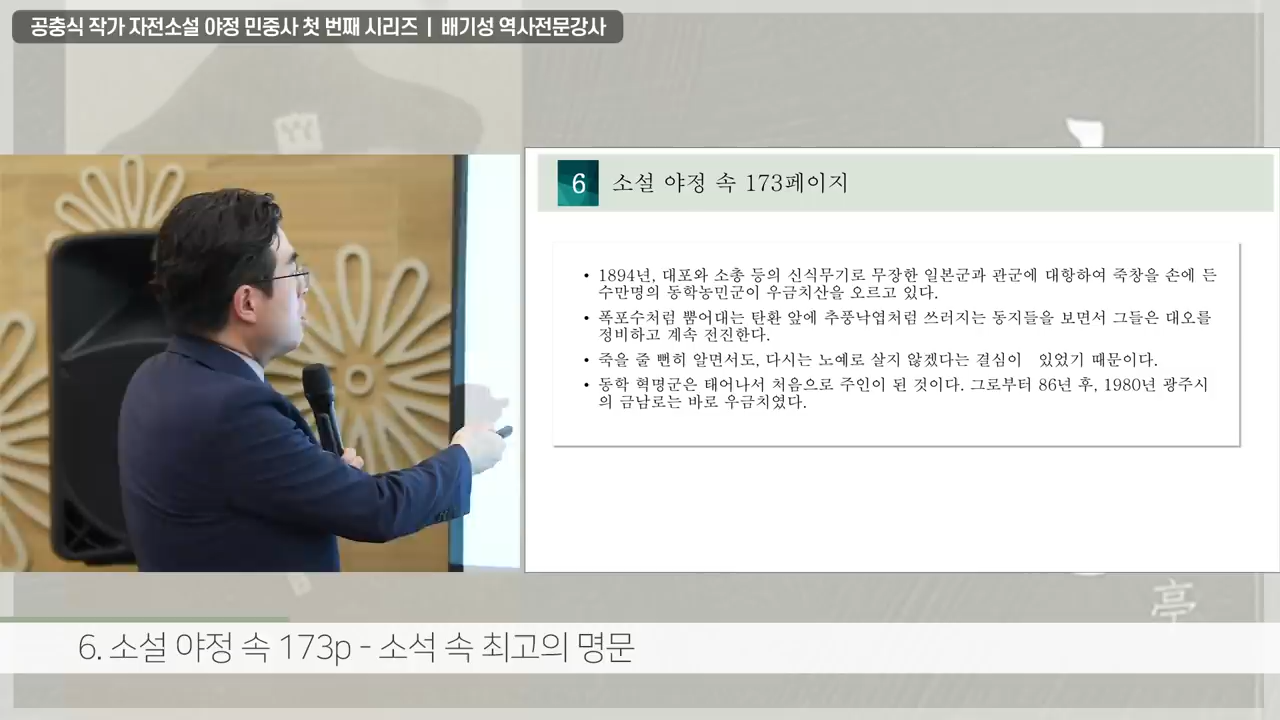 공충식 작가 자전소설 야정 민중사 첫 번째 시리즈 | 배기성 역사전문강사
6 소설 야정 속 173페이지
• 1894년, 대포와 소총 등의 신식무기로 무장한 일본군과 관군에 대항하여 죽창을 손에 든
수만명의 동학농민군이 우금치산을 오르고 있다.
• 폭포수처럼 뿜어대는 탄환 앞에 추풍낙엽처럼 쓰러지는 동지들을 보면서 그들은 대오를
정비하고 계속 전진한다.
• 죽을 줄 뻔히 알면서도, 다시는 노예로 살지 않겠다는 결심이 있었기 때문이다.
• 동학 혁명군은 태어나서 처음으로 주인이 된 것이다. 그로부터 86년 후, 1980년 광주시
의 금남로는 바로 우금치였다.
亭
6. 소설 야정 속 173p - 소석 속 최고의 명문